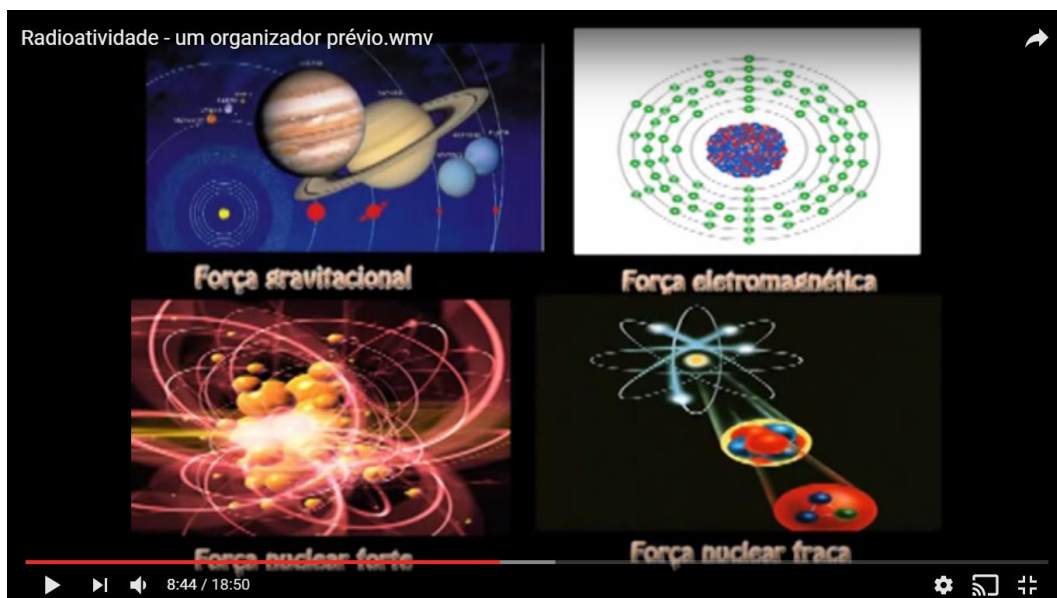 Radioatividade - um organizador prévio.wmv
Força gravitacional
Força eletromagnética
Força nuclear forte
Força nuclear fraca
8:44 / 18:50